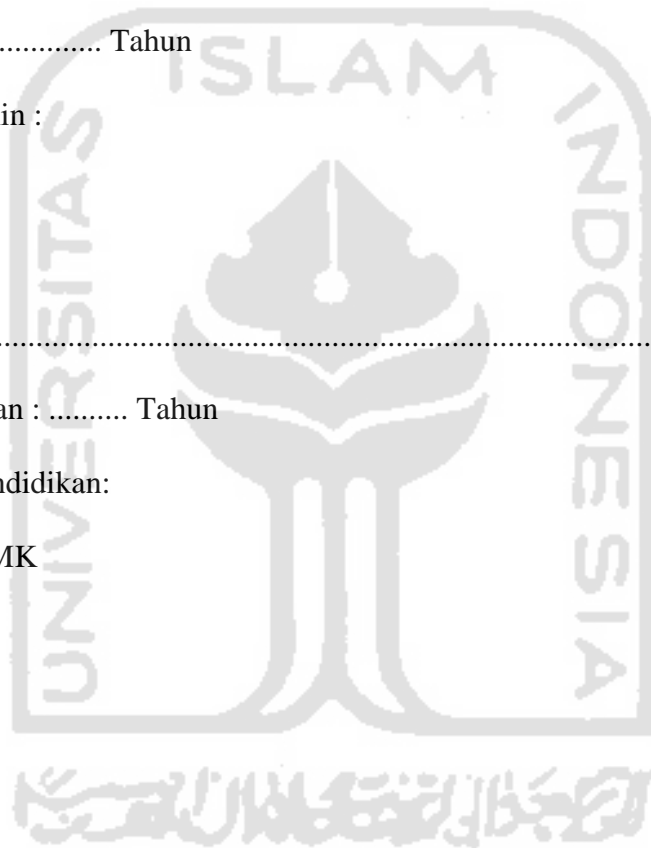 ............. Tahun
in :
....................................................................................
an : .......... Tahun
ndidikan:
MK
UNIVERSITAS
ISLAM
INDONESIA